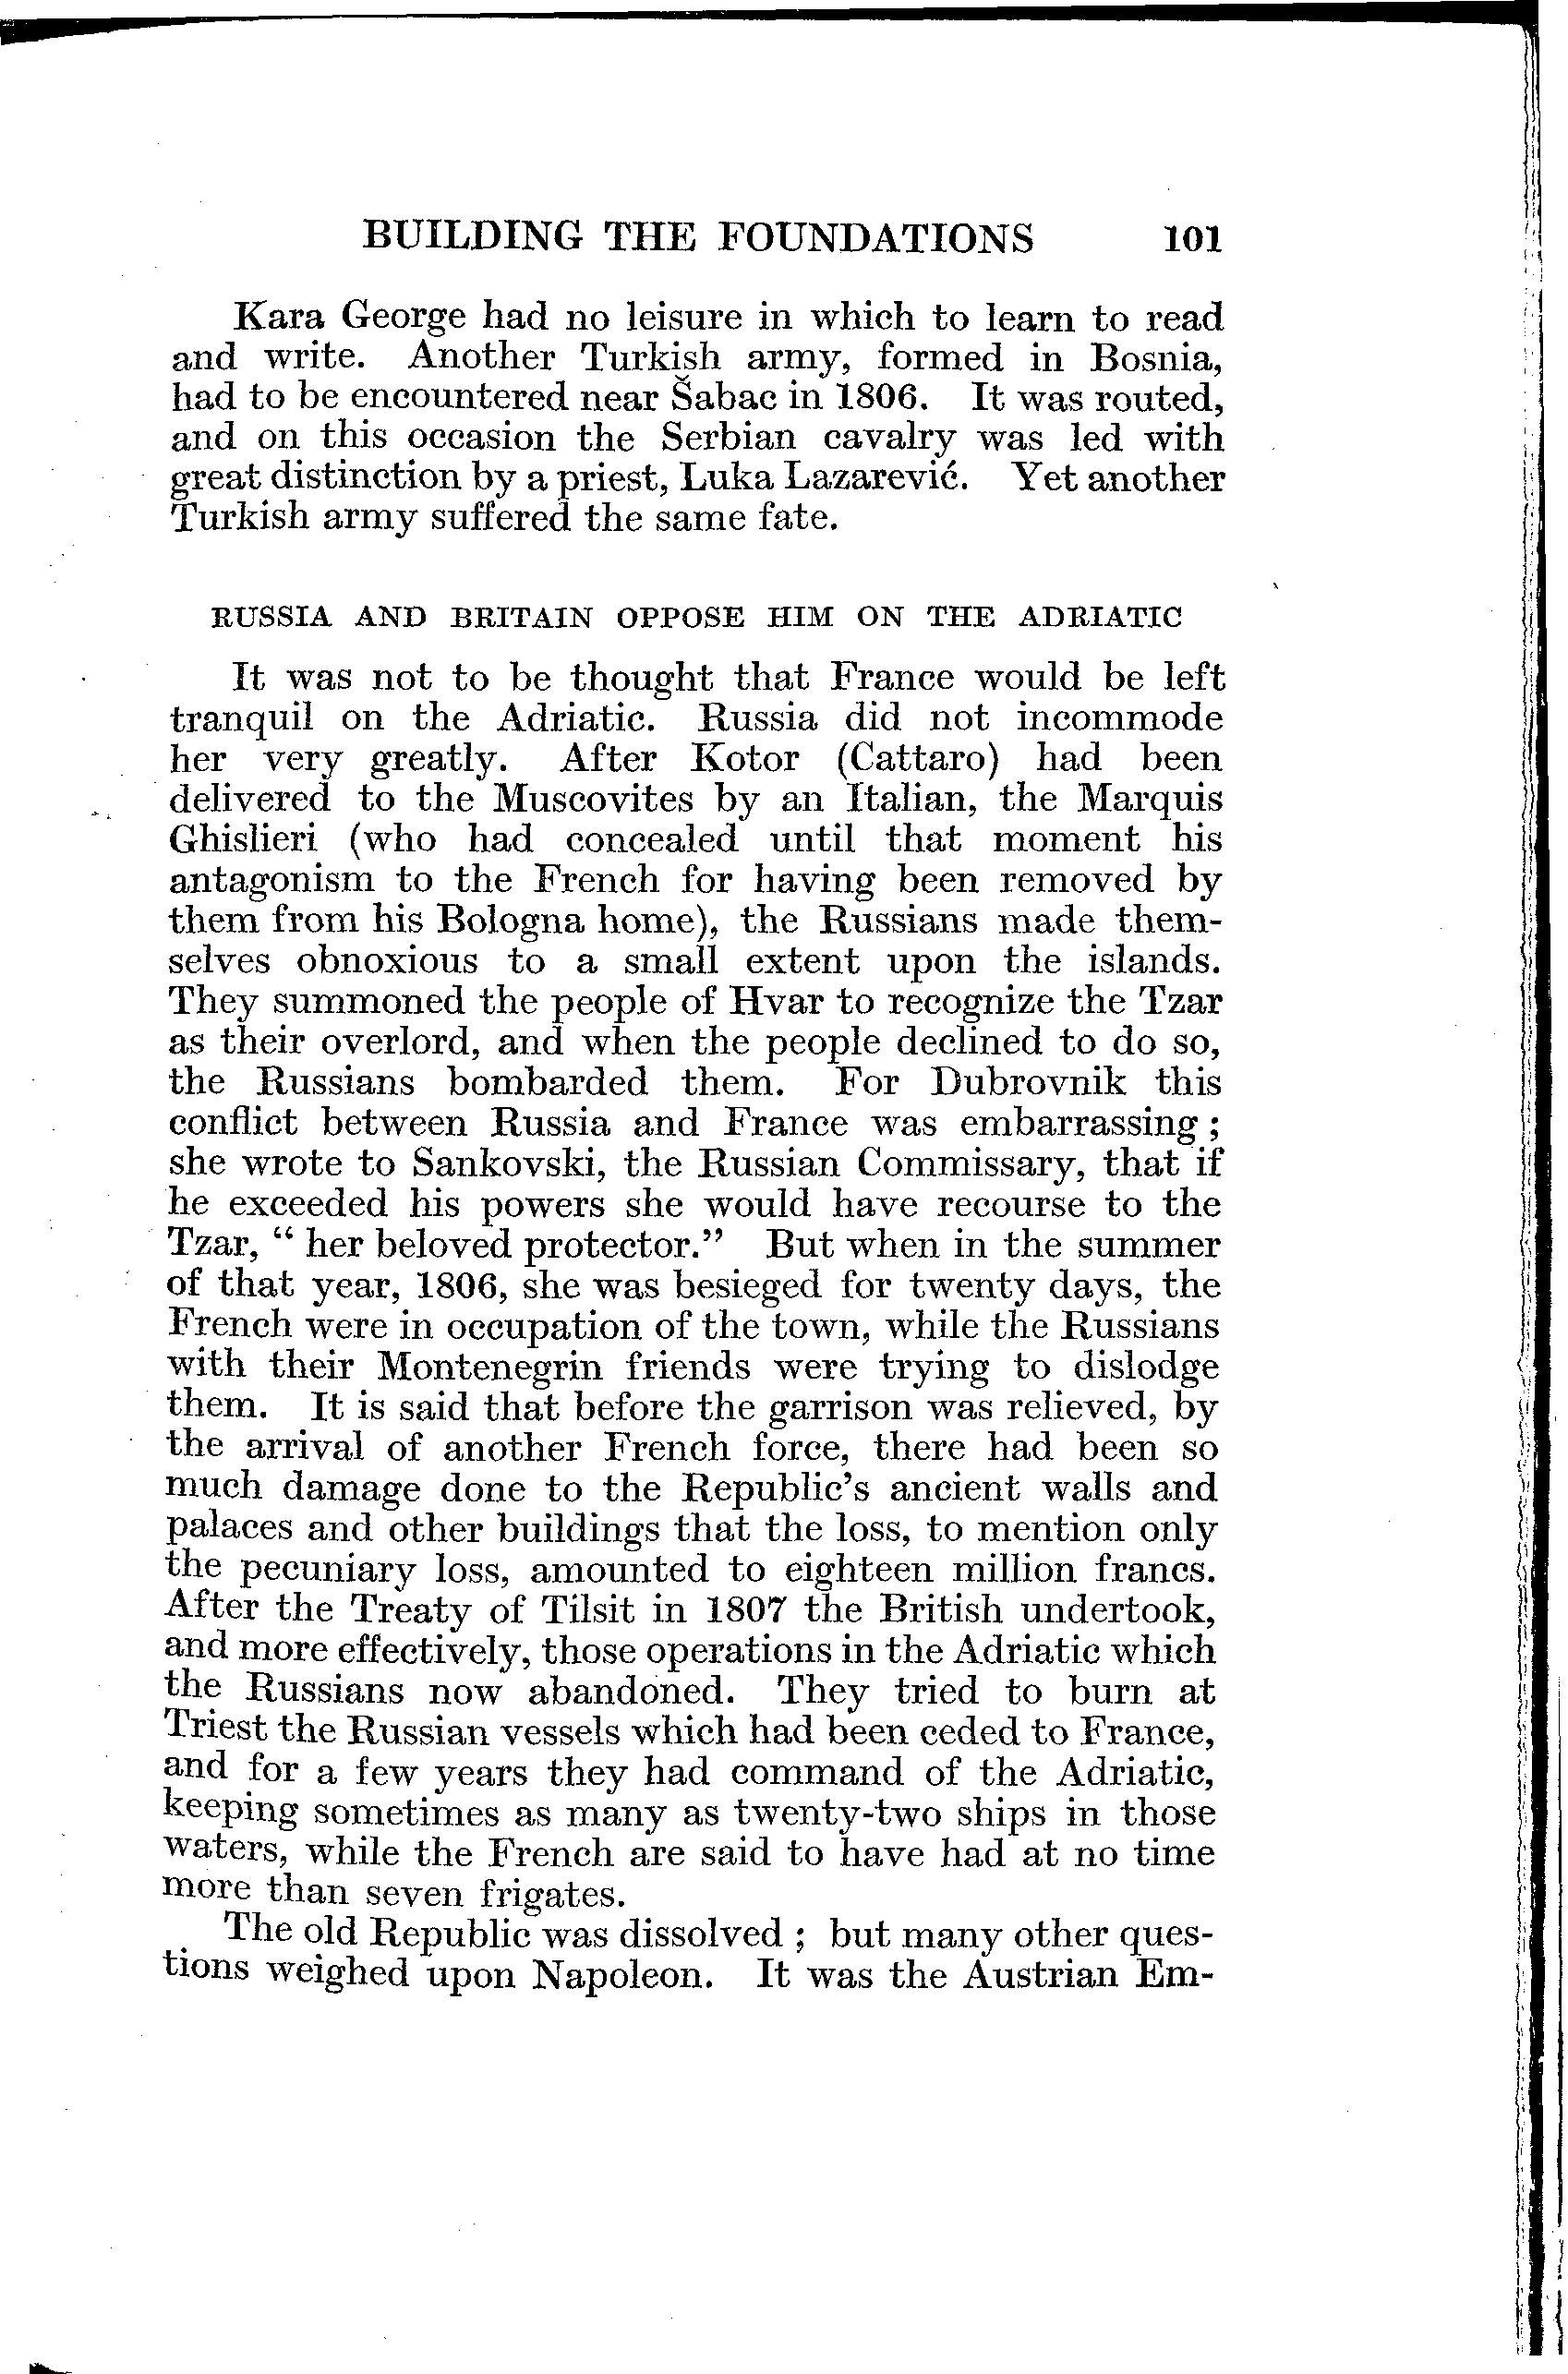 BUILDING THE FOUNDATIONS 101
Kara George had no leisure in which to learn to read
and write. Another Turkish army, formed in Bosnia,
had to be encountered near Šabac in 1806. It was routed,
and on this occasion the Serbian cavalry was led with
great distinction by a priest, Luka Lazarević. Yet another
Turkish army suffered the same fate.
RUSSIA AND BRITAIN OPPOSE HIM ON THE ADRIATIC
It was not to be thought that France would be left
tranquil on the Adriatic. Russia did not incommode
her very greatly. After Kotor (Cattaro) had been
delivered to the Muscovites by an Italian, the Marquis
Ghislieri (who had concealed until that moment his
antagonism to the French for having been removed by
them from his Bologna home), the Russians made them-
selves obnoxious to a small extent upon the islands.
They summoned the people of Hvar to recognize the Tzar
as their overlord, and when the people declined to do so,
the Russians bombarded them. For Dubrovnik this
conflict between Russia and France was embarrassing ;
she wrote to Sankovski, the Russian Commissary, that if
he exceeded his powers she would have recourse to the
Tzar, “ her beloved protector.” But when in the summer
of that year, 1806, she was besieged for twenty days, the
French were in occupation of the town, while the Russians
with their Montenegrin friends were trying to dislodge
them. It is said that before the garrison was relieved, by
the arrival of another French force, there had been so
much damage done to the Republic’s ancient walls and
palaces and other buildings that the loss, to mention only
the pecuniary loss, amounted to eighteen million francs.
After the Treaty of Tilsit in 1807 the British undertook,
and more effectively, those operations in the Adriatic which
the Russians now abandoned. They tried to burn at
Triest the Russian vessels which had been ceded to France,
and for a few years they had command of the Adriatic,
keeping sometimes as many as twenty-two ships in those
waters, while the French are said to have had at no time
more than seven frigates.
The old Republic was dissolved ; but many other ques-
tions weighed upon Napoleon. It was the Austrian Em-